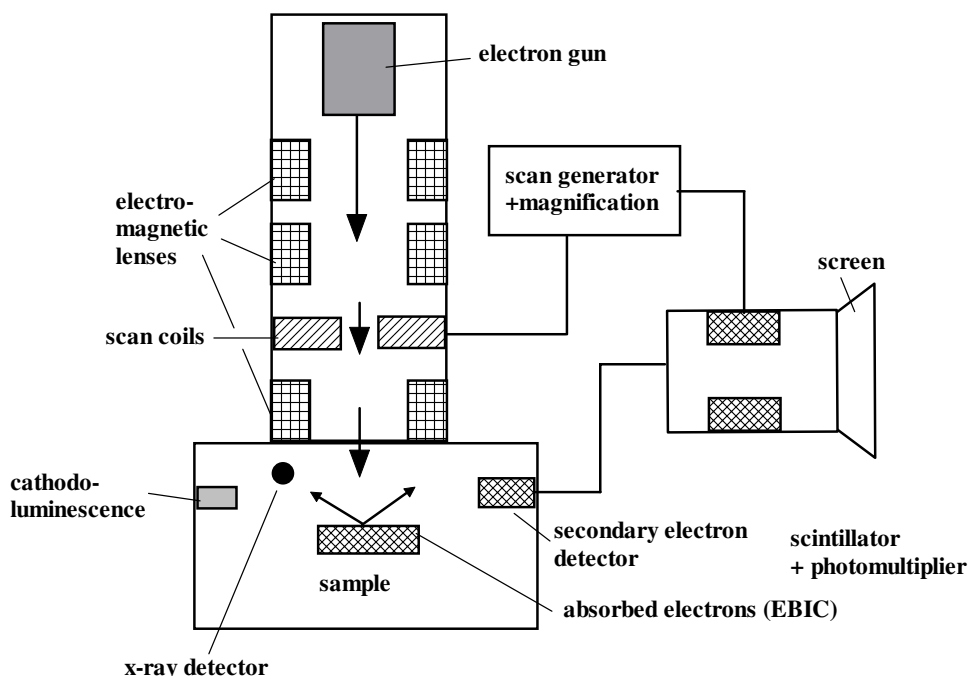 electron gun
scan generator
+magnification
electro-
magnetic
lenses
screen
scan coils
cathodo-
luminescence
secondary electron
detector
scintillator
+ photomultiplier
sample
absorbed electrons (EBIC)
x-ray detector